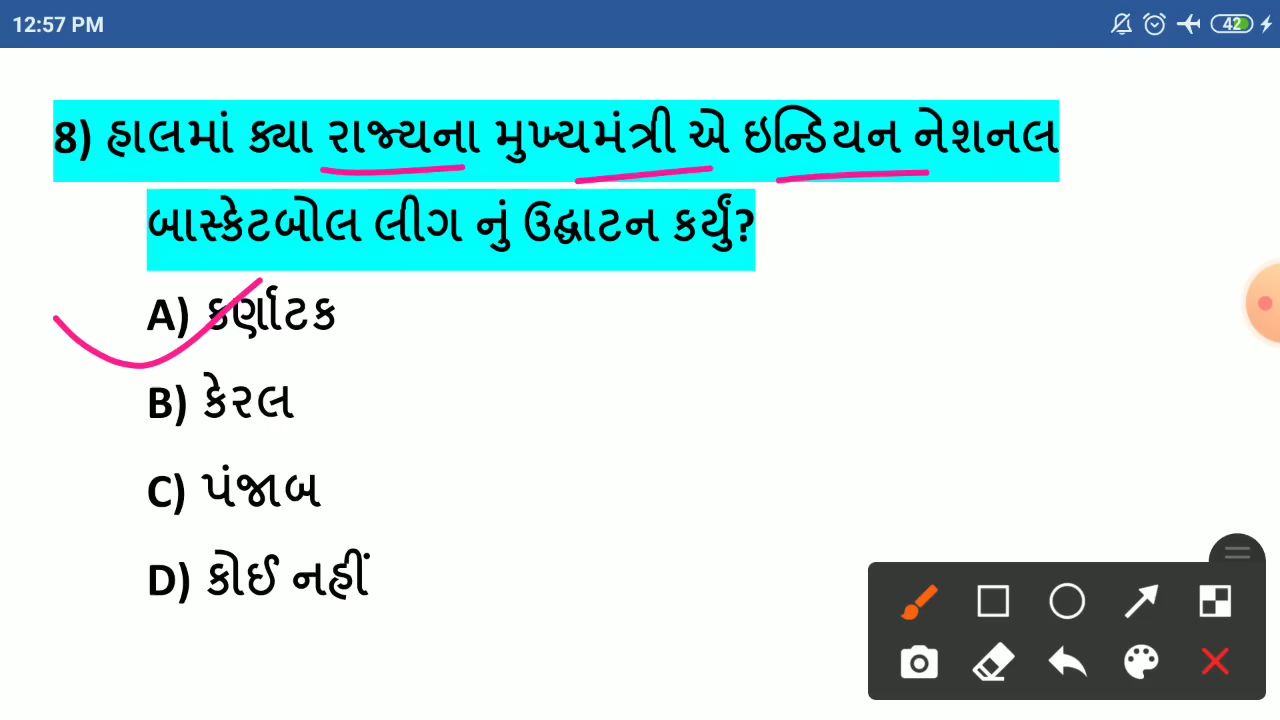 12:57 PM 42
8) હાલમાં ક્યા રાજ્યના મુખ્યમંત્રી એ ઇન્ડિયન નેશનલ
બાસ્કેટબોલ લીગ નું ઉદ્ઘાટન કર્યું?
A) કર્ણાટક
B) કેરલ
C) પંજાબ
D) કોઈ નહીં